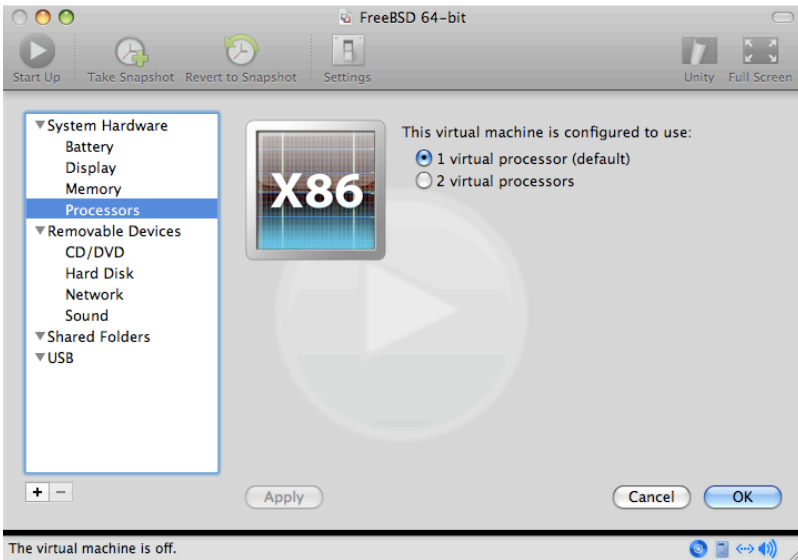 FreeBSD 64-bit
Start Up Take Snapshot Revert to Snapshot Settings Unity Full Screen
System Hardware
Battery
Display
Memory
Processors
Removable Devices
CD/DVD
Hard Disk
Network
Sound
Shared Folders
USB
X86
This virtual machine is configured to use:
1 virtual processor (default)
2 virtual processors
Apply Cancel OK
The virtual machine is off.